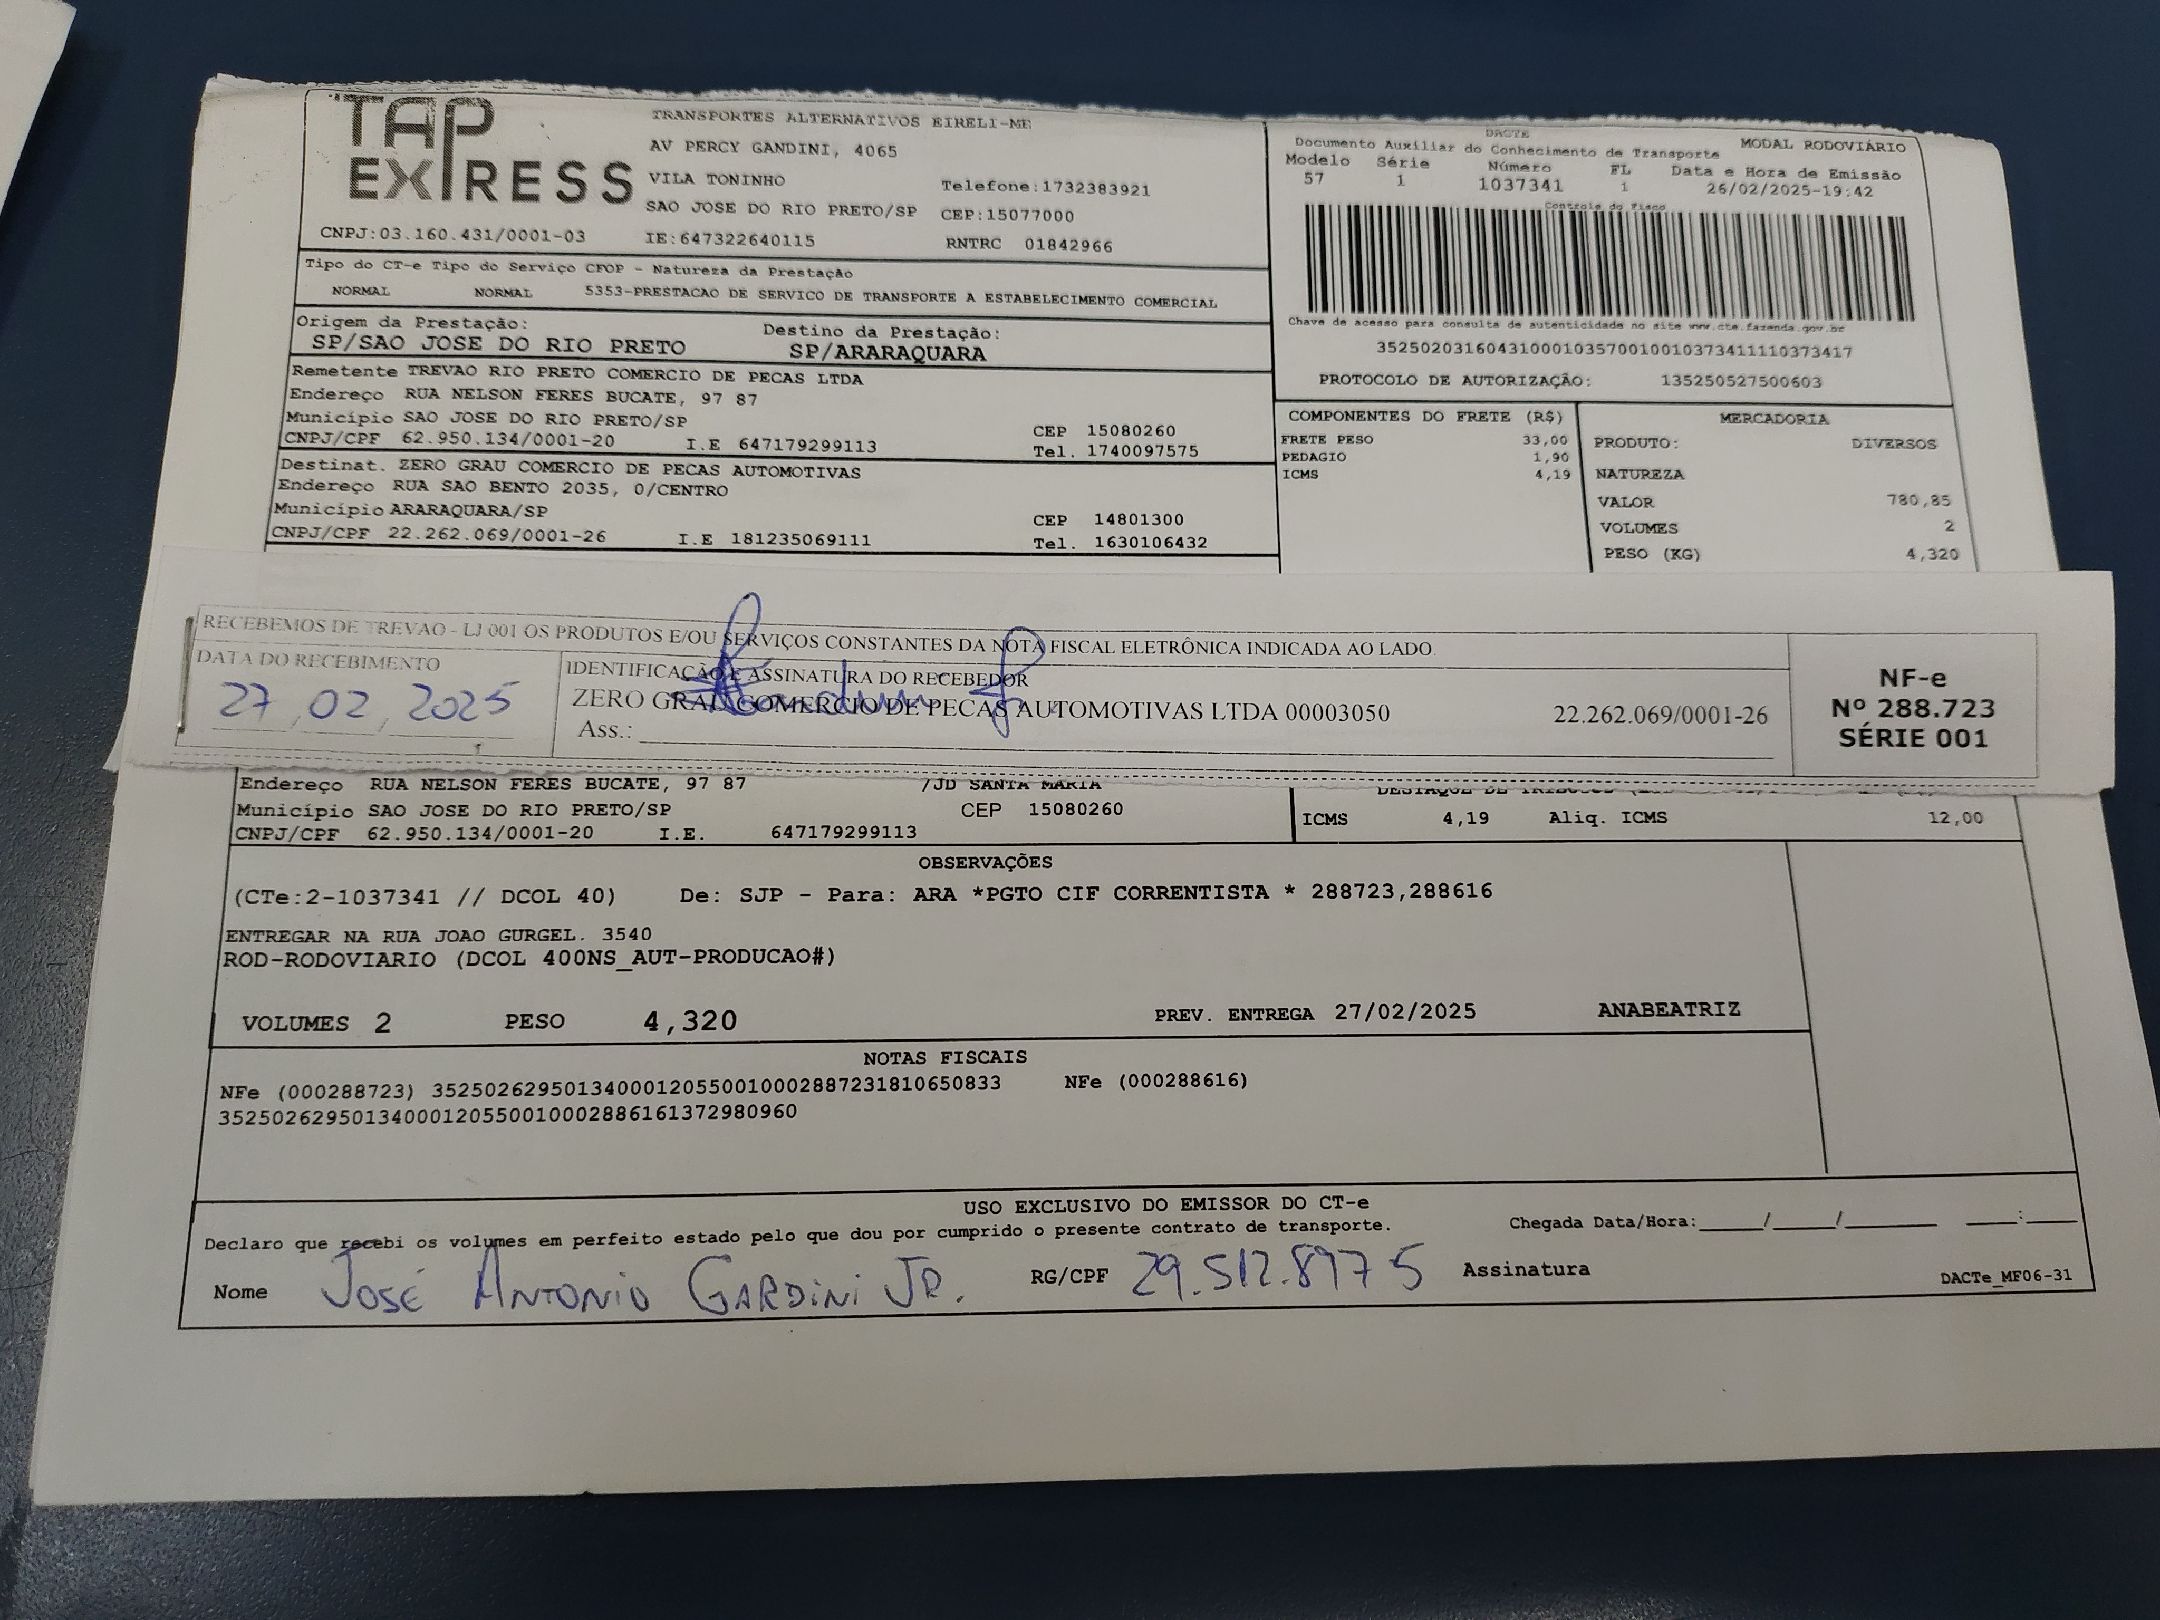 TAP EXPRESS
TRANSPORTES ALTERNATIVOS EIRELI-ME
AV PERCY GANDINI, 4065
VILA TONINHO
Telefone:1732383921
SAO JOSE DO RIO PRETO/SP CEP:15077000
CNPJ:03.160.431/0001-03 IE:647322640115 RNTRC 01842966
DACTE
Documento Auxiliar do Conhecimento de Transporte MODAL RODOVIÁRIO
Modelo Série Número FL Data e Hora de Emissão
57 1 1037341 1 26/02/2025-19:42
Controle do Fisco
Chave de acesso para consulta de autenticidade no site www.cte.fazenda.gov.br
35250203160431000103570010010373411110373417
PROTOCOLO DE AUTORIZAÇÃO: 135250527500603
Tipo do CT-e Tipo do Serviço CFOP - Natureza da Prestação
NORMAL NORMAL 5353-PRESTACAO DE SERVICO DE TRANSPORTE A ESTABELECIMENTO COMERCIAL
Origem da Prestação: Destino da Prestação:
SP/SAO JOSE DO RIO PRETO SP/ARARAQUARA
Remetente TREVAO RIO PRETO COMERCIO DE PECAS LTDA
Endereço RUA NELSON FERES BUCATE, 97 87
Município SAO JOSE DO RIO PRETO/SP CEP 15080260
CNPJ/CPF 62.950.134/0001-20 I.E 647179299113 Tel. 1740097575
Destinat. ZERO GRAU COMERCIO DE PECAS AUTOMOTIVAS
Endereço RUA SAO BENTO 2035, 0/CENTRO
Município ARARAQUARA/SP CEP 14801300
CNPJ/CPF 22.262.069/0001-26 I.E 181235069111 Tel. 1630106432
COMPONENTES DO FRETE (R$)
FRETE PESO 33,00
PEDAGIO 1,90
ICMS 4,19
MERCADORIA
PRODUTO: DIVERSOS
NATUREZA
VALOR 780,85
VOLUMES 2
PESO (KG) 4,320
RECEBEMOS DE TREVAO - LJ 001 OS PRODUTOS E/OU SERVIÇOS CONSTANTES DA NOTA FISCAL ELETRÔNICA INDICADA AO LADO.
DATA DO RECEBIMENTO
27,02,2025
IDENTIFICAÇÃO E ASSINATURA DO RECEBEDOR
ZERO GRAU COMERCIO DE PECAS AUTOMOTIVAS LTDA 00003050 22.262.069/0001-26
Ass.:
NF-e
Nº 288.723
SÉRIE 001
Endereço RUA NELSON FERES BUCATE, 97 87 /JD SANTA MARIA
Município SAO JOSE DO RIO PRETO/SP CEP 15080260
CNPJ/CPF 62.950.134/0001-20 I.E. 647179299113
ICMS 4,19 Aliq. ICMS 12,00
OBSERVAÇÕES
(CTe:2-1037341 // DCOL 40) De: SJP - Para: ARA *PGTO CIF CORRENTISTA * 288723,288616
ENTREGAR NA RUA JOAO GURGEL. 3540
ROD-RODOVIARIO (DCOL 400NS_AUT-PRODUCAO#)
VOLUMES 2 PESO 4,320 PREV. ENTREGA 27/02/2025 ANABEATRIZ
NOTAS FISCAIS
NFe (000288723) 35250262950134000120550010002887231810650833 NFe (000288616)
35250262950134000120550010002886161372980960
USO EXCLUSIVO DO EMISSOR DO CT-e
Declaro que recebi os volumes em perfeito estado pelo que dou por cumprido o presente contrato de transporte. Chegada Data/Hora:_____/_____/_______ ____:____
Nome JOSÉ ANTONIO GARDINI JR. RG/CPF 29.512.897 5 Assinatura DACTe_MF06-31